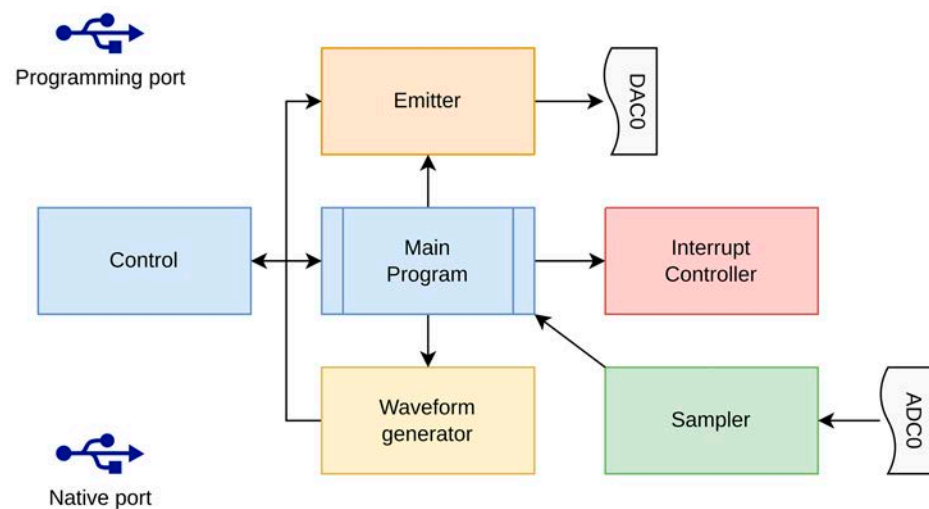 Programming port
Emitter
DAC0
Control
Main
Program
Interrupt
Controller
Waveform
generator
Sampler
ADC0
Native port